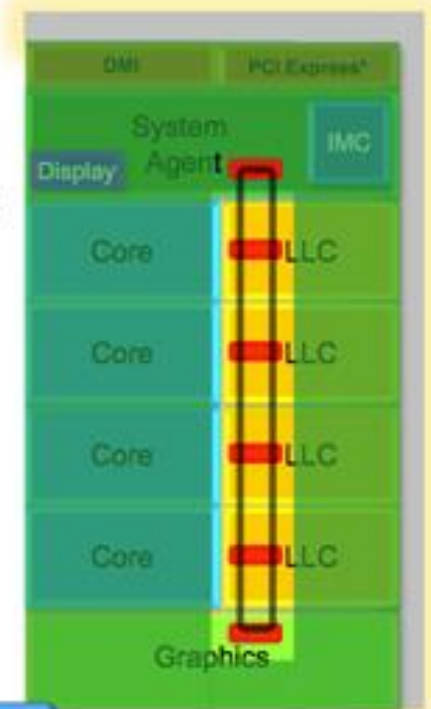 DMI PCI Express*
System
Agent
IMC
Display
Core LLC
Core LLC
Core LLC
Core LLC
Graphics